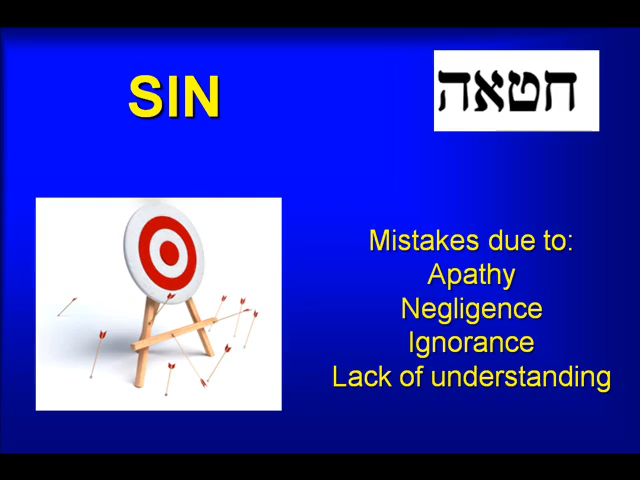 SIN
חטאה
Mistakes due to:
Apathy
Negligence
Ignorance
Lack of understanding